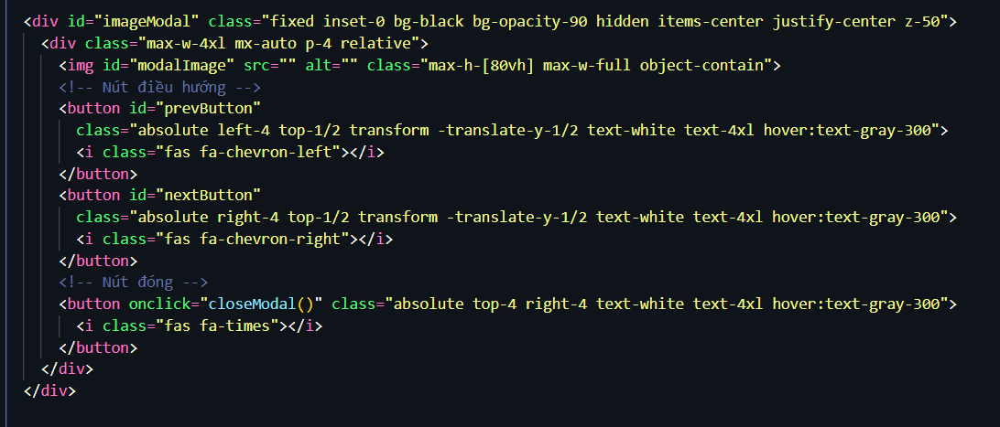 <div id="imageModal" class="fixed inset-0 bg-black bg-opacity-90 hidden items-center justify-center z-50">
<div class="max-w-4xl mx-auto p-4 relative">
<img id="modalImage" src="" alt="" class="max-h-[80vh] max-w-full object-contain">
<!-- Nút điều hướng -->
<button id="prevButton"
class="absolute left-4 top-1/2 transform -translate-y-1/2 text-white text-4xl hover:text-gray-300">
<i class="fas fa-chevron-left"></i>
</button>
<button id="nextButton"
class="absolute right-4 top-1/2 transform -translate-y-1/2 text-white text-4xl hover:text-gray-300">
<i class="fas fa-chevron-right"></i>
</button>
<!-- Nút đóng -->
<button onclick="closeModal()" class="absolute top-4 right-4 text-white text-4xl hover:text-gray-300">
<i class="fas fa-times"></i>
</button>
</div>
</div>